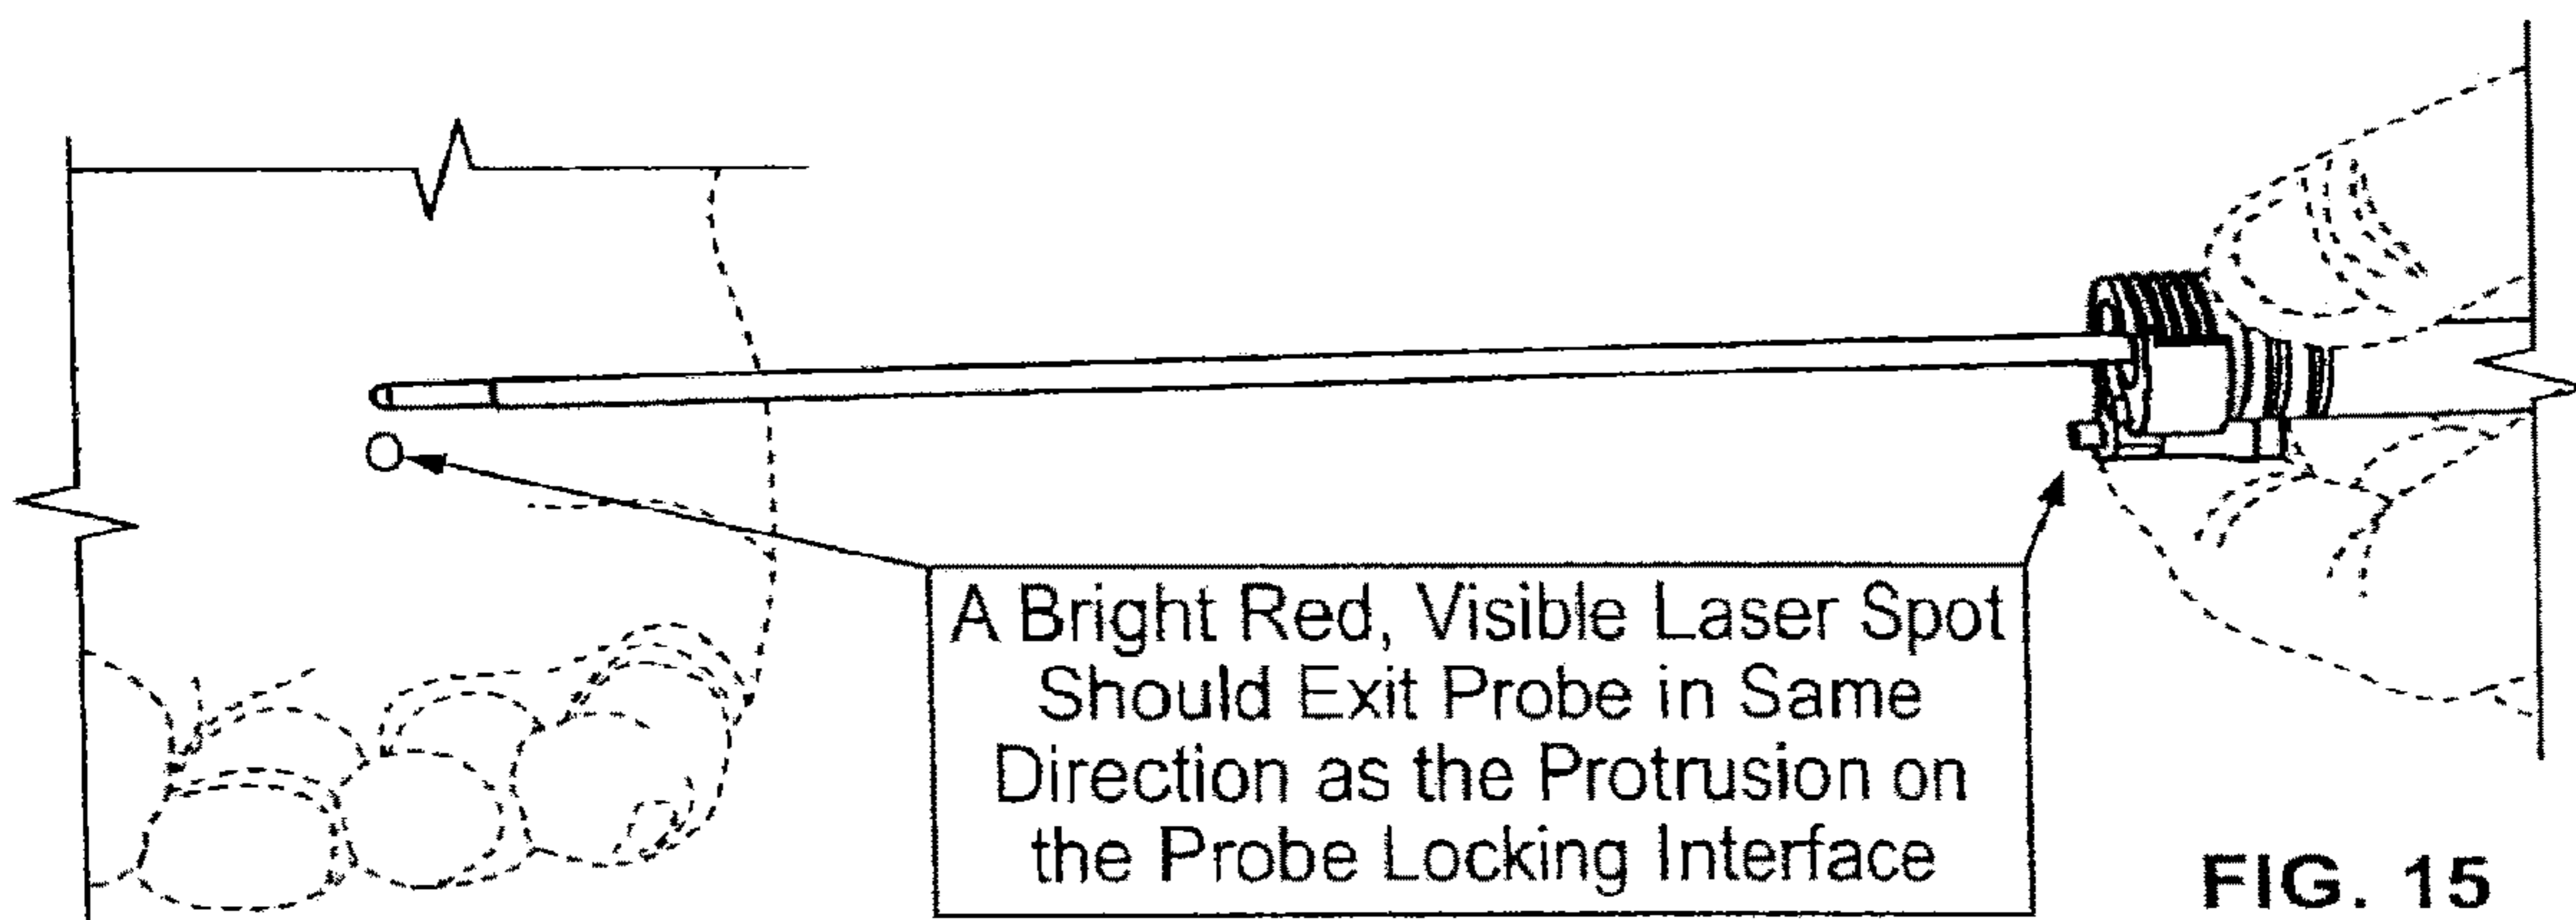 A Bright Red, Visible Laser Spot
Should Exit Probe in Same
Direction as the Protrusion on
the Probe Locking Interface
FIG. 15